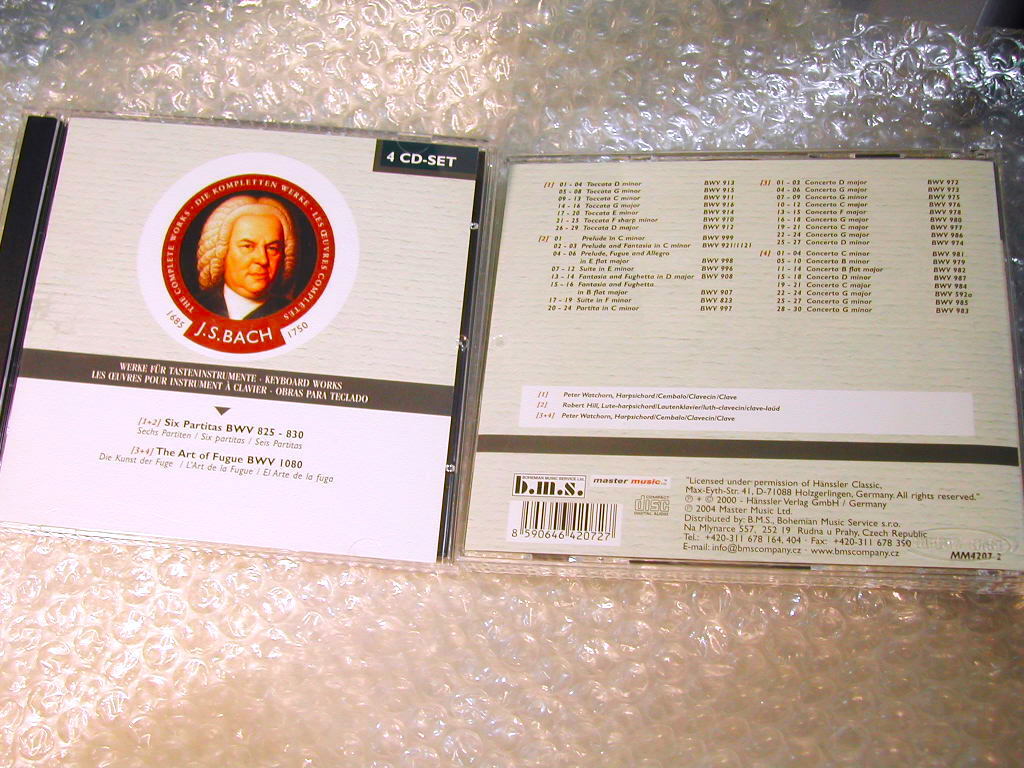 4 CD-SET
THE COMPLETE WORKS · DIE KOMPLETTEN WERKE · LES ŒUVRES COMPLETES
1685 J.S.BACH 1750
WERKE FÜR TASTENINSTRUMENTE · KEYBOARD WORKS
LES ŒUVRES POUR INSTRUMENT À CLAVIER · OBRAS PARA TECLADO
[1+2] Six Partitas BWV 825 - 830
Sechs Partiten / Six partitas / Seis Partitas
[3+4] The Art of Fugue BWV 1080
Die Kunst der Fuge / L'Art de la Fugue / El Arte de la fuga
[1] 01 - 04 Toccata D minor BWV 913
05 - 08 Toccata G minor BWV 915
09 - 13 Toccata C minor BWV 911
14 - 16 Toccata G major BWV 916
17 - 20 Toccata E minor BWV 914
21 - 25 Toccata F sharp minor BWV 910
26 - 29 Toccata D major BWV 912
[2] 01 Prelude in C minor BWV 999
02 - 03 Prelude and Fantasia in C minor BWV 921/1121
04 - 06 Prelude, Fugue and Allegro
in E flat major BWV 998
07 - 12 Suite in E minor BWV 996
13 - 14 Fantasia and Fughetta in D major BWV 908
15 - 16 Fantasia and Fughetta
in B flat major BWV 907
17 - 19 Suite in F minor BWV 823
20 - 24 Partita in C minor BWV 997
[3] 01 - 03 Concerto D major BWV 972
04 - 06 Concerto G major BWV 973
07 - 09 Concerto G minor BWV 975
10 - 12 Concerto C major BWV 976
13 - 15 Concerto F major BWV 978
16 - 18 Concerto G major BWV 980
19 - 21 Concerto C major BWV 977
22 - 24 Concerto G major BWV 986
25 - 27 Concerto D minor BWV 974
[4] 01 - 04 Concerto C minor BWV 981
05 - 10 Concerto B minor BWV 979
11 - 14 Concerto B flat major BWV 982
15 - 18 Concerto D minor BWV 987
19 - 21 Concerto C major BWV 984
22 - 24 Concerto G major BWV 592a
25 - 27 Concerto G minor BWV 985
28 - 30 Concerto G minor BWV 983
[1] Peter Watchorn, Harpsichord/Cembalo/Clavecin/Clave
[2] Robert Hill, Lute-harpsichord/Lautenklavier/luth-clavecin/clave-laúd
[3+4] Peter Watchorn, Harpsichord/Cembalo/Clavecin/Clave
BOHEMIAN MUSIC SERVICE Ltd.
b.m.s.
master music
COMPACT
disc
DIGITAL AUDIO
8 590646 420727
"Licensed under permission of Hänssler Classic,
Max-Eyth-Str. 41, D-71088 Holzgerlingen, Germany. All rights reserved."
℗ + © 2000 - Hänssler Verlag GmbH / Germany
℗ 2004 Master Music Ltd.
Distributed by: B.M.S., Bohemian Music Service s.r.o.
Na Mlynarce 557, 252 19 Rudna u Prahy, Czech Republic
Tel.: +420-311 678 164, 404 · Fax: +420-311 678 390
E-mail: info@bmscompany.cz · www.bmscompany.cz
MM4207-2